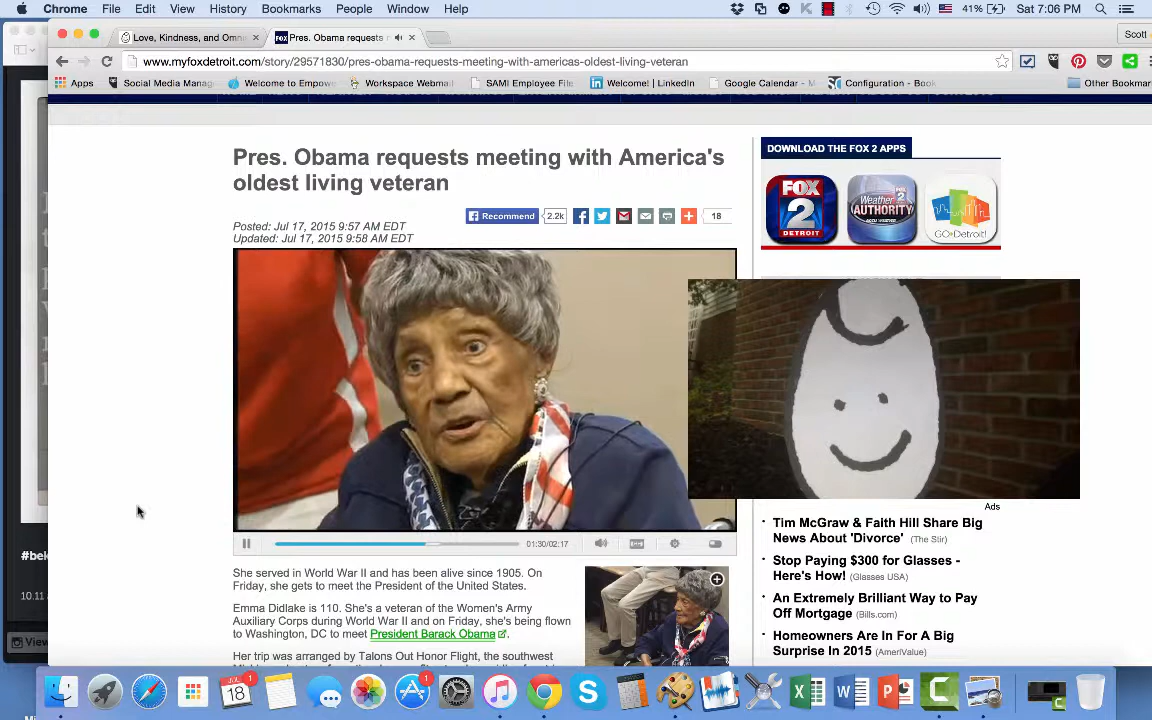 Chrome File Edit View History Bookmarks People Window Help 41% Sat 7:06 PM
Love, Kindness, and Omn
Pres. Obama requests
Scott
www.myfoxdetroit.com/story/29571830/pres-obama-requests-meeting-with-americas-oldest-living-veteran
Apps Social Media Manag Welcome to Empow Workspace Webmail SAMI Employee File Welcome! | LinkedIn Google Calendar - M Configuration - Book Other Bookmar
Pres. Obama requests meeting with America's
oldest living veteran
Recommend 2.2k 18
Posted: Jul 17, 2015 9:57 AM EDT
Updated: Jul 17, 2015 9:58 AM EDT
01:30/02:17
She served in World War II and has been alive since 1905. On
Friday, she gets to meet the President of the United States.
Emma Didlake is 110. She's a veteran of the Women's Army
Auxiliary Corps during World War II and on Friday, she's being flown
to Washington, DC to meet President Barack Obama.
Her trip was arranged by Talons Out Honor Flight, the southwest
DOWNLOAD THE FOX 2 APPS
FOX
2
DETROIT
Weather
AUTHORITY
GO●Detroit!
Ads
Tim McGraw & Faith Hill Share Big
News About 'Divorce' (The Stir)
Stop Paying $300 for Glasses -
Here's How! (Glasses USA)
An Extremely Brilliant Way to Pay
Off Mortgage (Bills.com)
Homeowners Are In For A Big
Surprise In 2015 (AmeriValue)
#bek
10.11
View
JUL
18
1
1